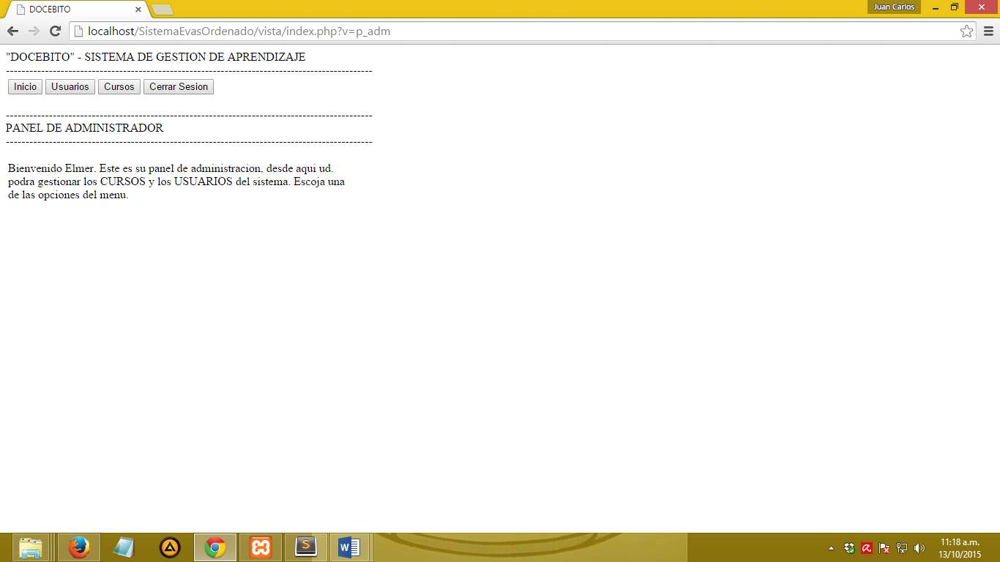 DOCEBITO
Juan Carlos
localhost/SistemaEvasOrdenado/vista/index.php?v=p_adm
"DOCEBITO" - SISTEMA DE GESTION DE APRENDIZAJE
----------------------------------------------------------------------------------------------
Inicio Usuarios Cursos Cerrar Sesion
----------------------------------------------------------------------------------------------
PANEL DE ADMINISTRADOR
----------------------------------------------------------------------------------------------
Bienvenido Elmer. Este es su panel de administracion, desde aqui ud.
podra gestionar los CURSOS y los USUARIOS del sistema. Escoja una
de las opciones del menu.
11:18 a.m.
13/10/2015